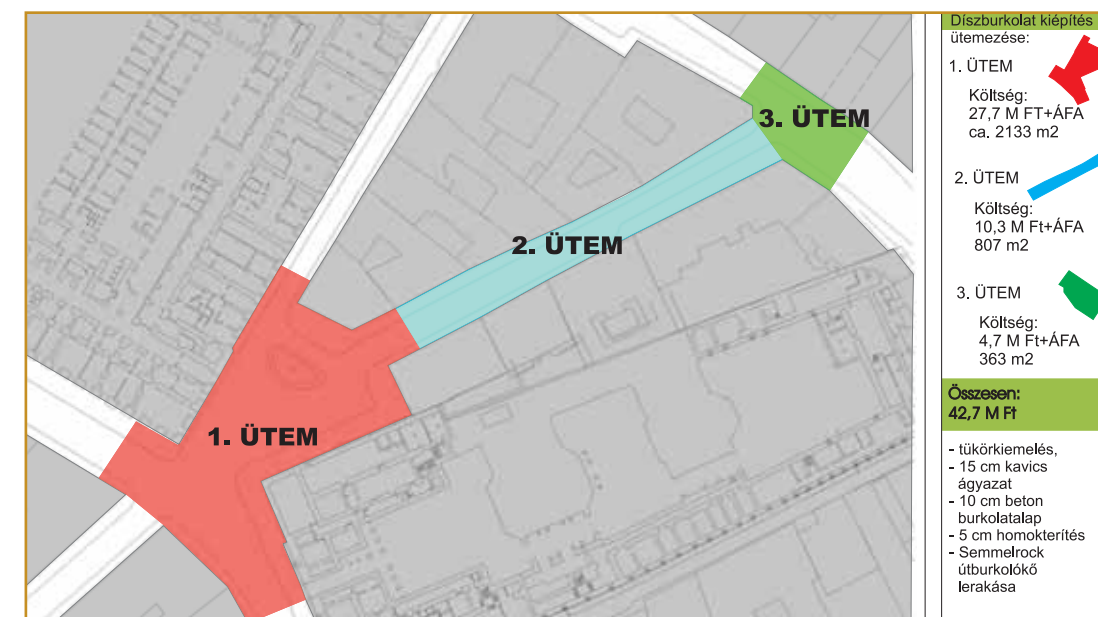 3. ÜTEM
2. ÜTEM
1. ÜTEM
Díszburkolat kiépítés
ütemezése:
1. ÜTEM
Költség:
27,7 M FT+ÁFA
ca. 2133 m2
2. ÜTEM
Költség:
10,3 M Ft+ÁFA
807 m2
3. ÜTEM
Költség:
4,7 M Ft+ÁFA
363 m2
Összesen:
42,7 M Ft
- tükörkiemelés,
- 15 cm kavics
ágyazat
- 10 cm beton
burkolatalap
- 5 cm homokterítés
- Semmelrock
útburkolókő
lerakása